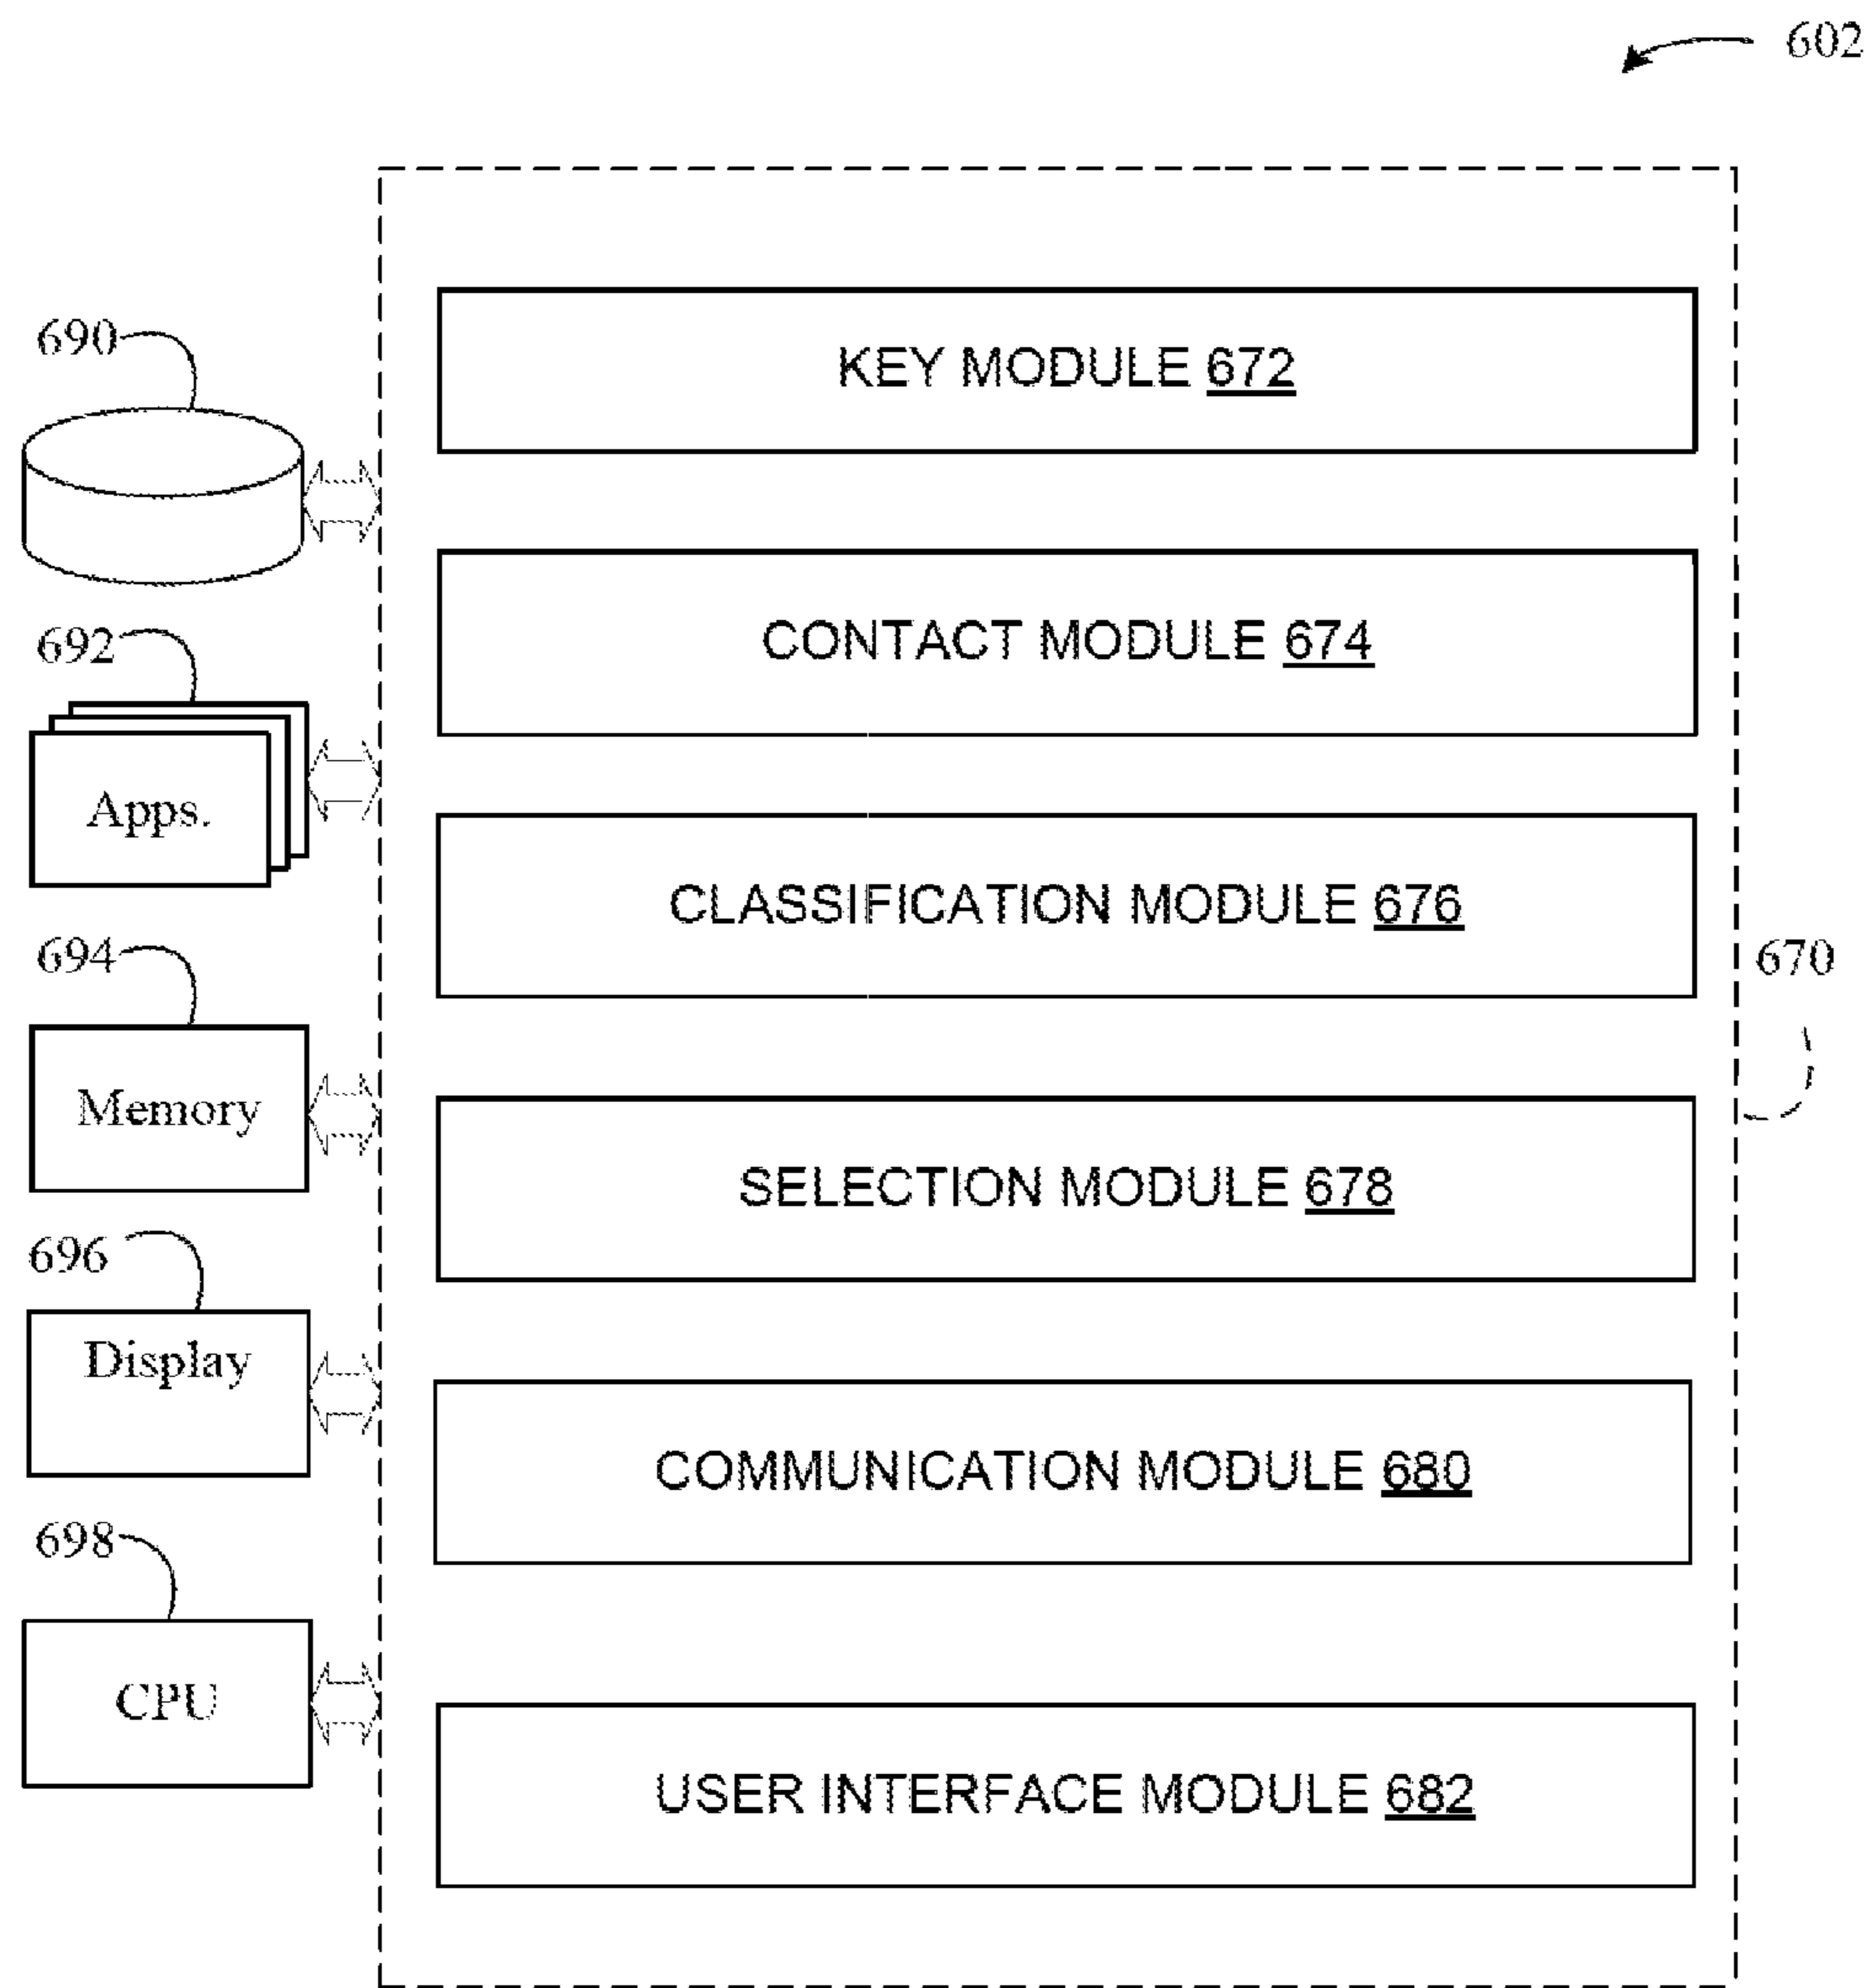 602
690
KEY MODULE 672
692
CONTACT MODULE 674
Apps.
CLASSIFICATION MODULE 676
694
670
Memory
SELECTION MODULE 678
696
Display
COMMUNICATION MODULE 680
698
CPU
USER INTERFACE MODULE 682